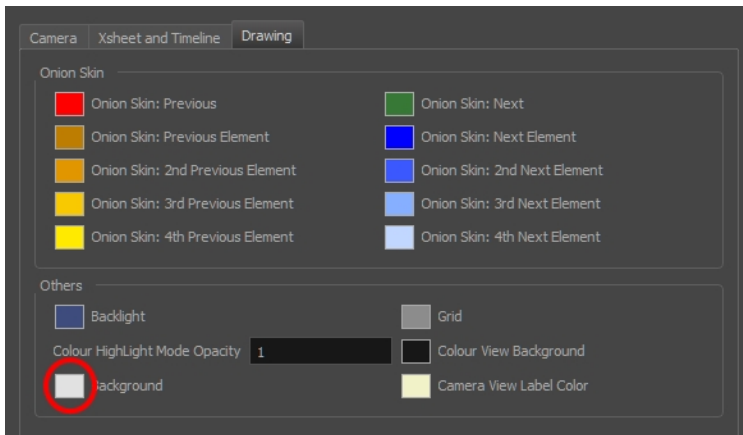 Camera Xsheet and Timeline Drawing
Onion Skin
Onion Skin: Previous Onion Skin: Next
Onion Skin: Previous Element Onion Skin: Next Element
Onion Skin: 2nd Previous Element Onion Skin: 2nd Next Element
Onion Skin: 3rd Previous Element Onion Skin: 3rd Next Element
Onion Skin: 4th Previous Element Onion Skin: 4th Next Element
Others
Backlight Grid
Colour HighLight Mode Opacity 1 Colour View Background
Background Camera View Label Color